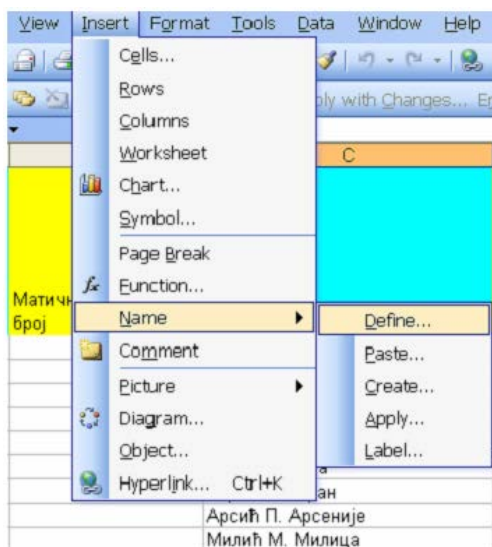 View Insert Format Tools Data Window Help
Cells...
Rows
ply with Changes...
Columns
Worksheet
C
Chart...
Symbol...
Page Break
Function...
Матичн
број
Name
Define...
Comment
Paste...
Picture
Create...
Diagram...
Apply...
Object...
Label...
Hyperlink... Ctrl+K
а
ан
Арсић П. Арсеније
Милић М. Милица